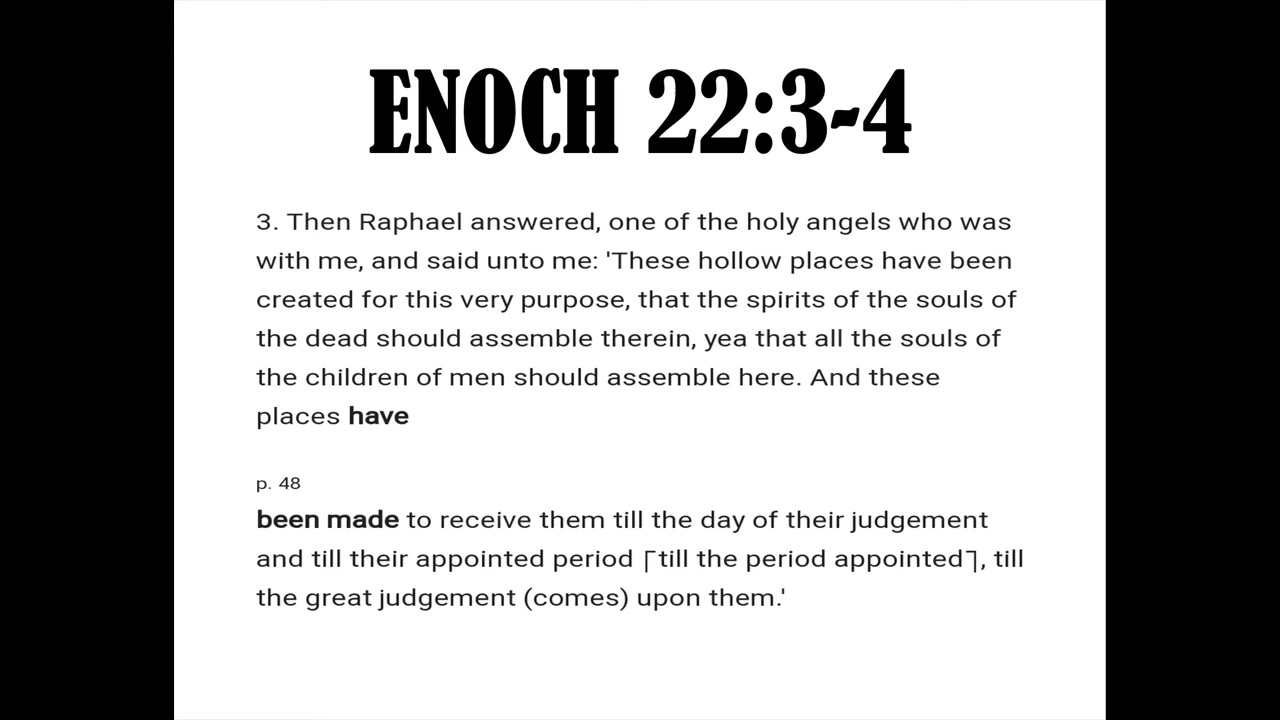 ENOCH 22:3-4
3. Then Raphael answered, one of the holy angels who was
with me, and said unto me: 'These hollow places have been
created for this very purpose, that the spirits of the souls of
the dead should assemble therein, yea that all the souls of
the children of men should assemble here. And these
places have
p. 48
been made to receive them till the day of their judgement
and till their appointed period ⌈till the period appointed⌉, till
the great judgement (comes) upon them.'